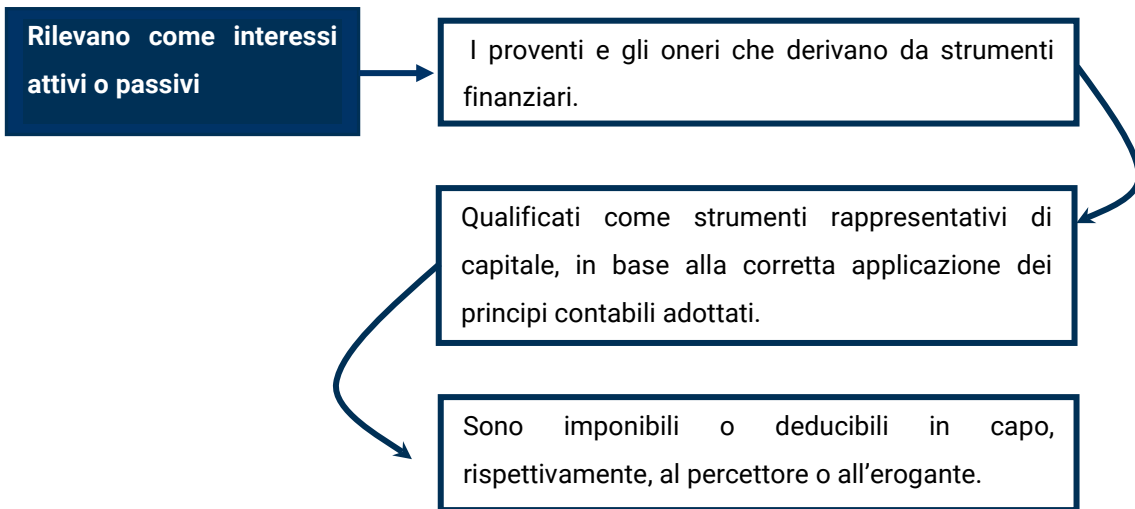 Rilevano come interessi
attivi o passivi
I proventi e gli oneri che derivano da strumenti
finanziari.
Qualificati come strumenti rappresentativi di
capitale, in base alla corretta applicazione dei
principi contabili adottati.
Sono imponibili o deducibili in capo,
rispettivamente, al percettore o all’erogante.